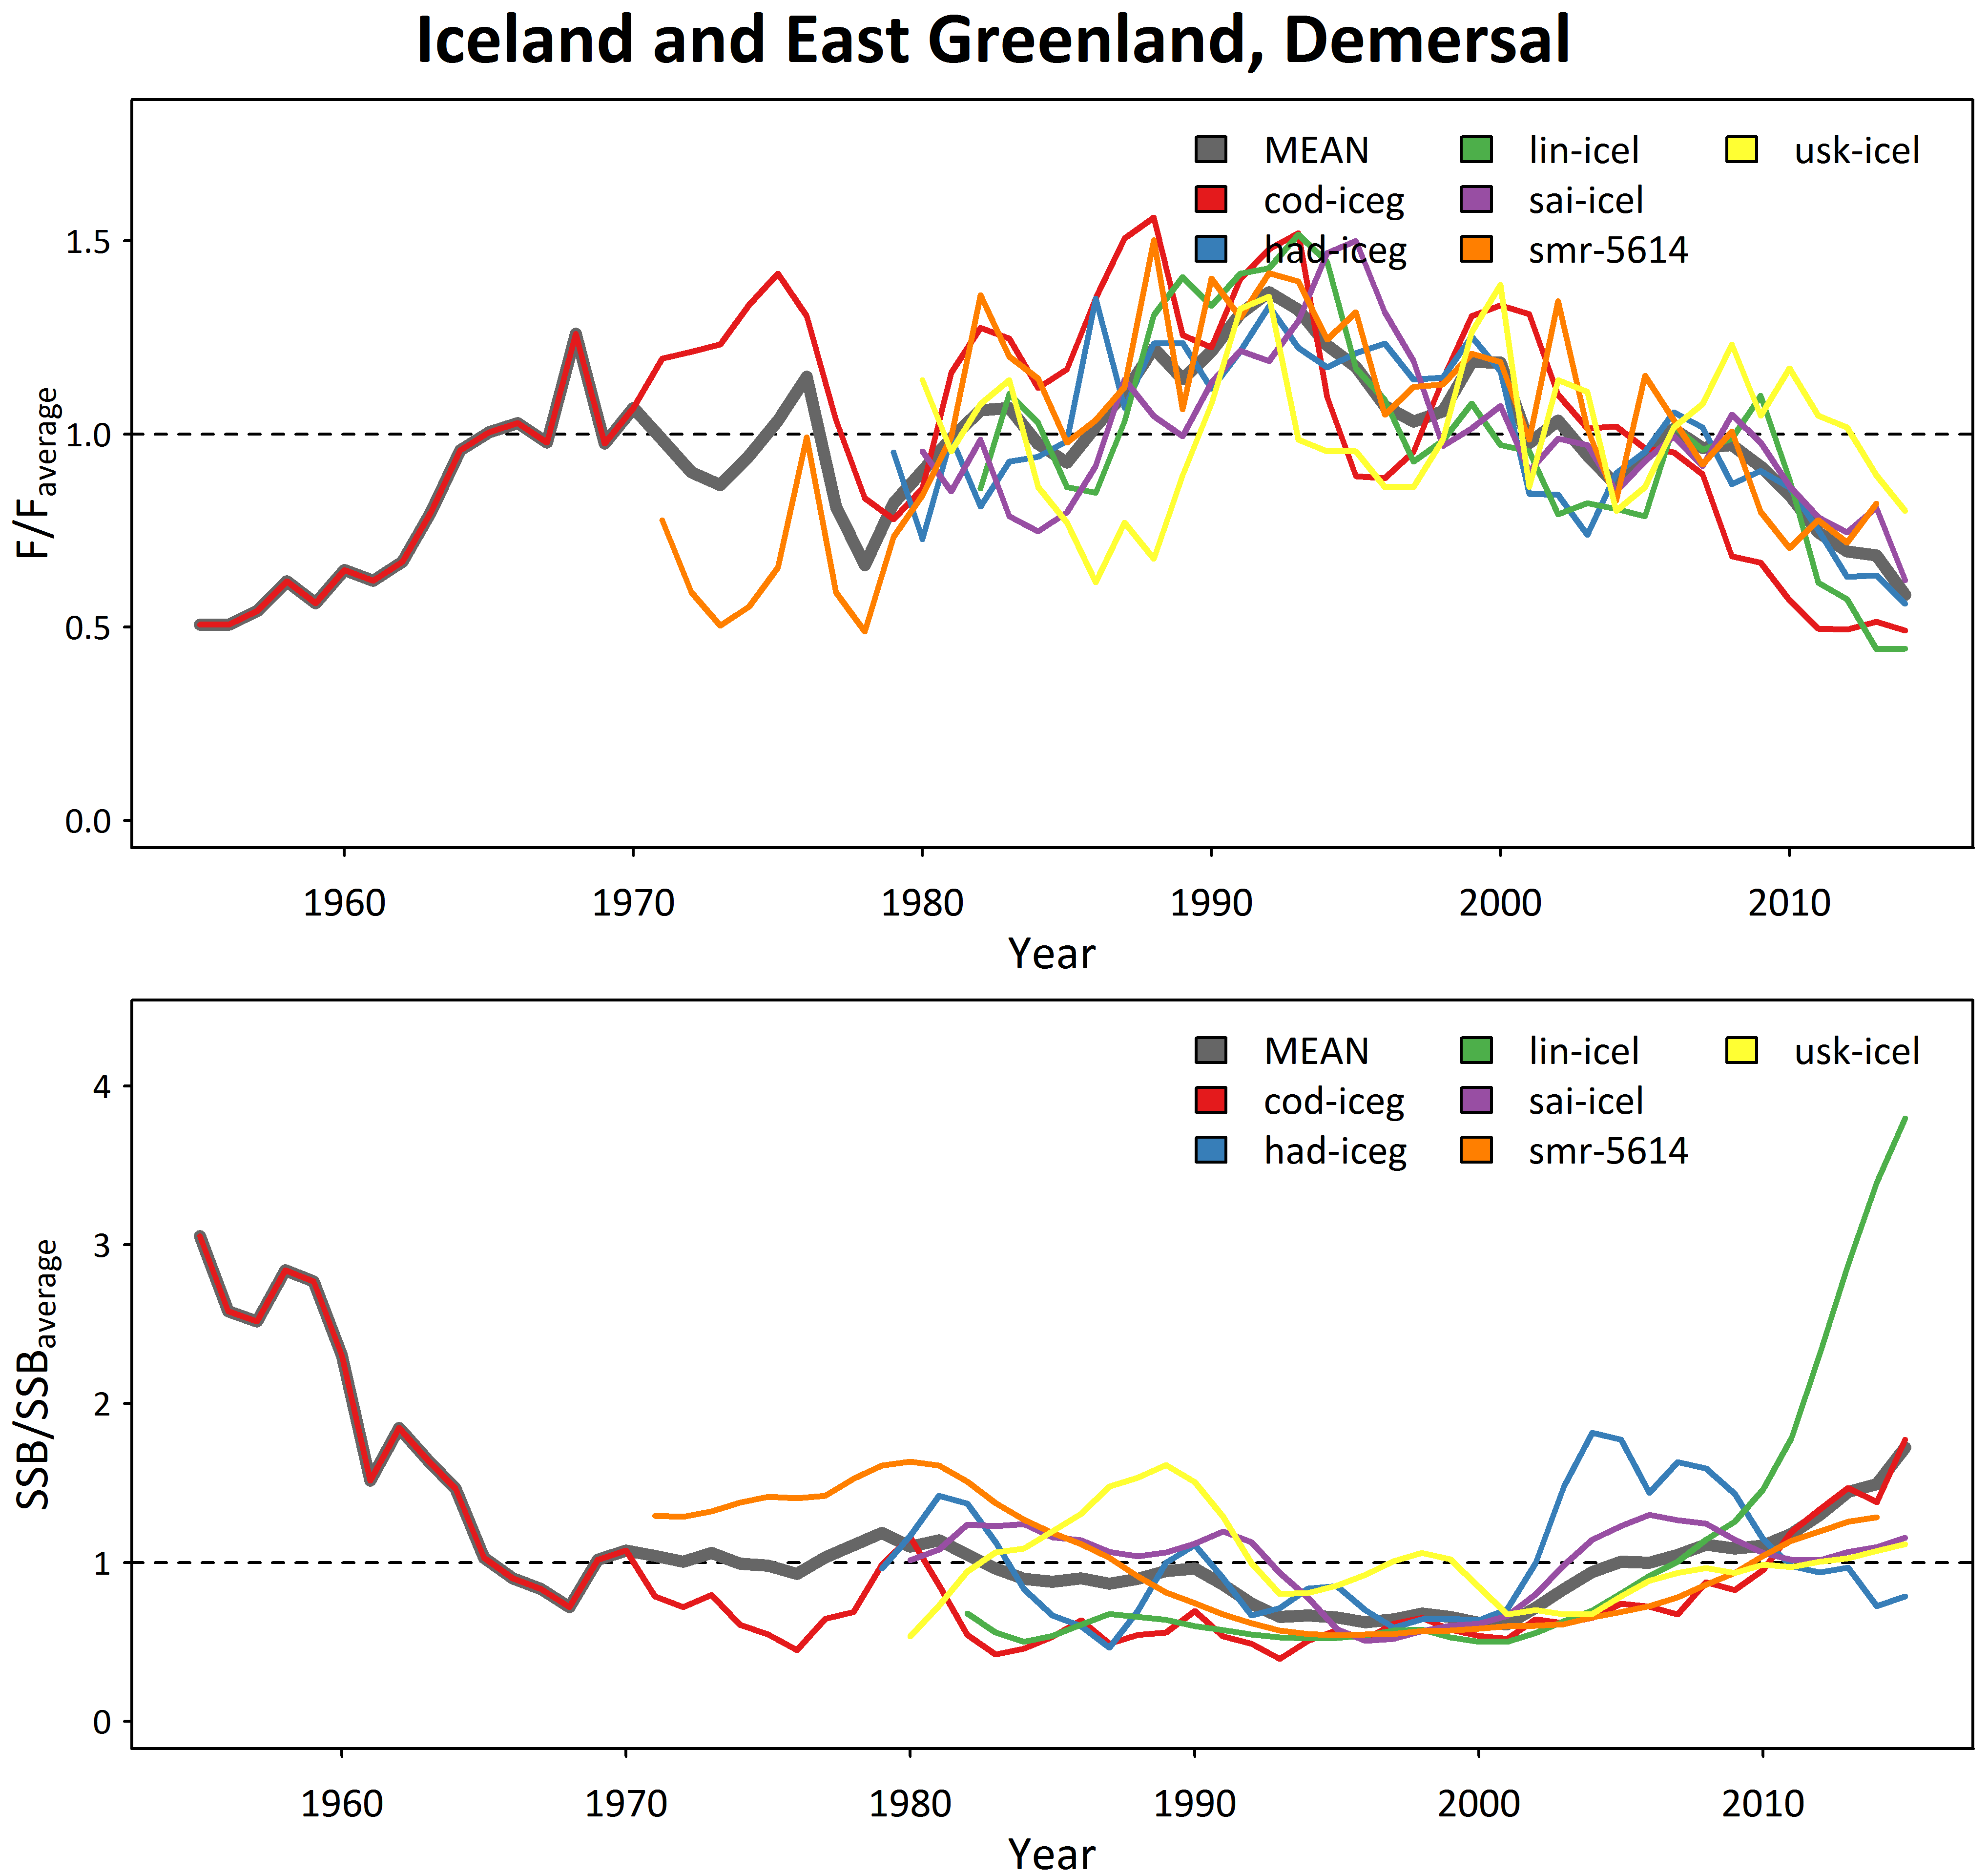 Iceland and East Greenland, Demersal
MEAN lin-icel usk-icel
cod-iceg sai-icel
had-iceg smr-5614
F/Faverage
1.5
1.0
0.5
0.0
1960 1970 1980 1990 2000 2010
Year
MEAN lin-icel usk-icel
cod-iceg sai-icel
had-iceg smr-5614
SSB/SSBaverage
4
3
2
1
0
1960 1970 1980 1990 2000 2010
Year